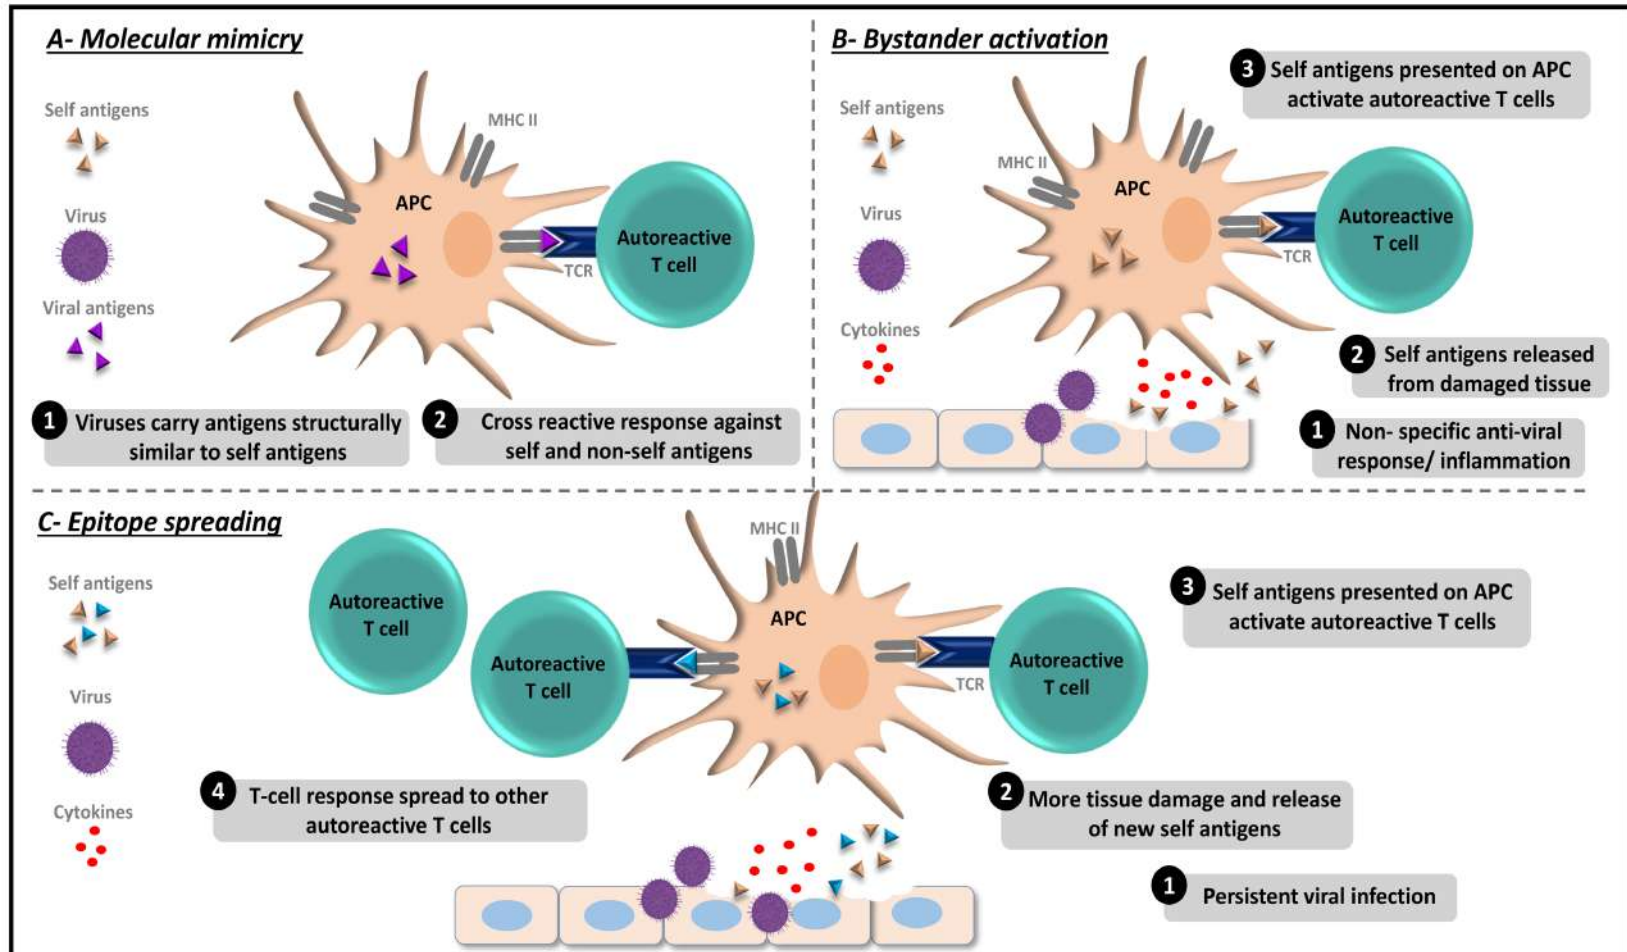 A- Molecular mimicry
Self antigens
Virus
Viral antigens
MHC II
APC
TCR
Autoreactive
T cell
1 Viruses carry antigens structurally
similar to self antigens
2 Cross reactive response against
self and non-self antigens
B- Bystander activation
Self antigens
Virus
Cytokines
MHC II
APC
TCR
Autoreactive
T cell
3 Self antigens presented on APC
activate autoreactive T cells
2 Self antigens released
from damaged tissue
1 Non- specific anti-viral
response/ inflammation
C- Epitope spreading
Self antigens
Virus
Cytokines
Autoreactive
T cell
Autoreactive
T cell
MHC II
APC
TCR
Autoreactive
T cell
3 Self antigens presented on APC
activate autoreactive T cells
4 T-cell response spread to other
autoreactive T cells
2 More tissue damage and release
of new self antigens
1 Persistent viral infection